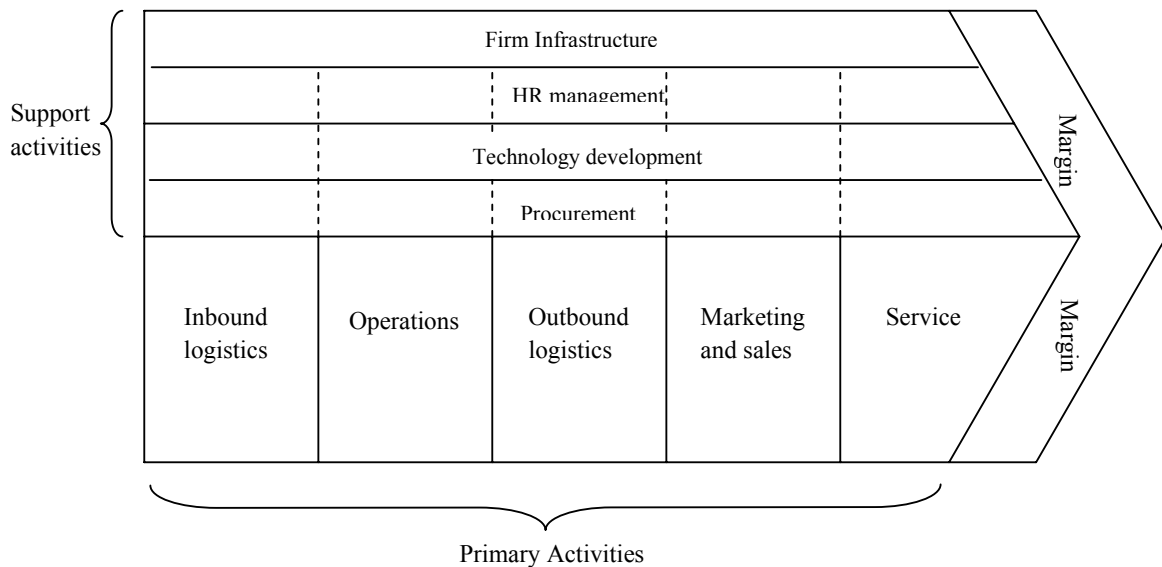 Firm Infrastructure
HR management
Support
activities
Technology development
Procurement
Margin
Margin
Inbound
logistics
Operations
Outbound
logistics
Marketing
and sales
Service
Primary Activities